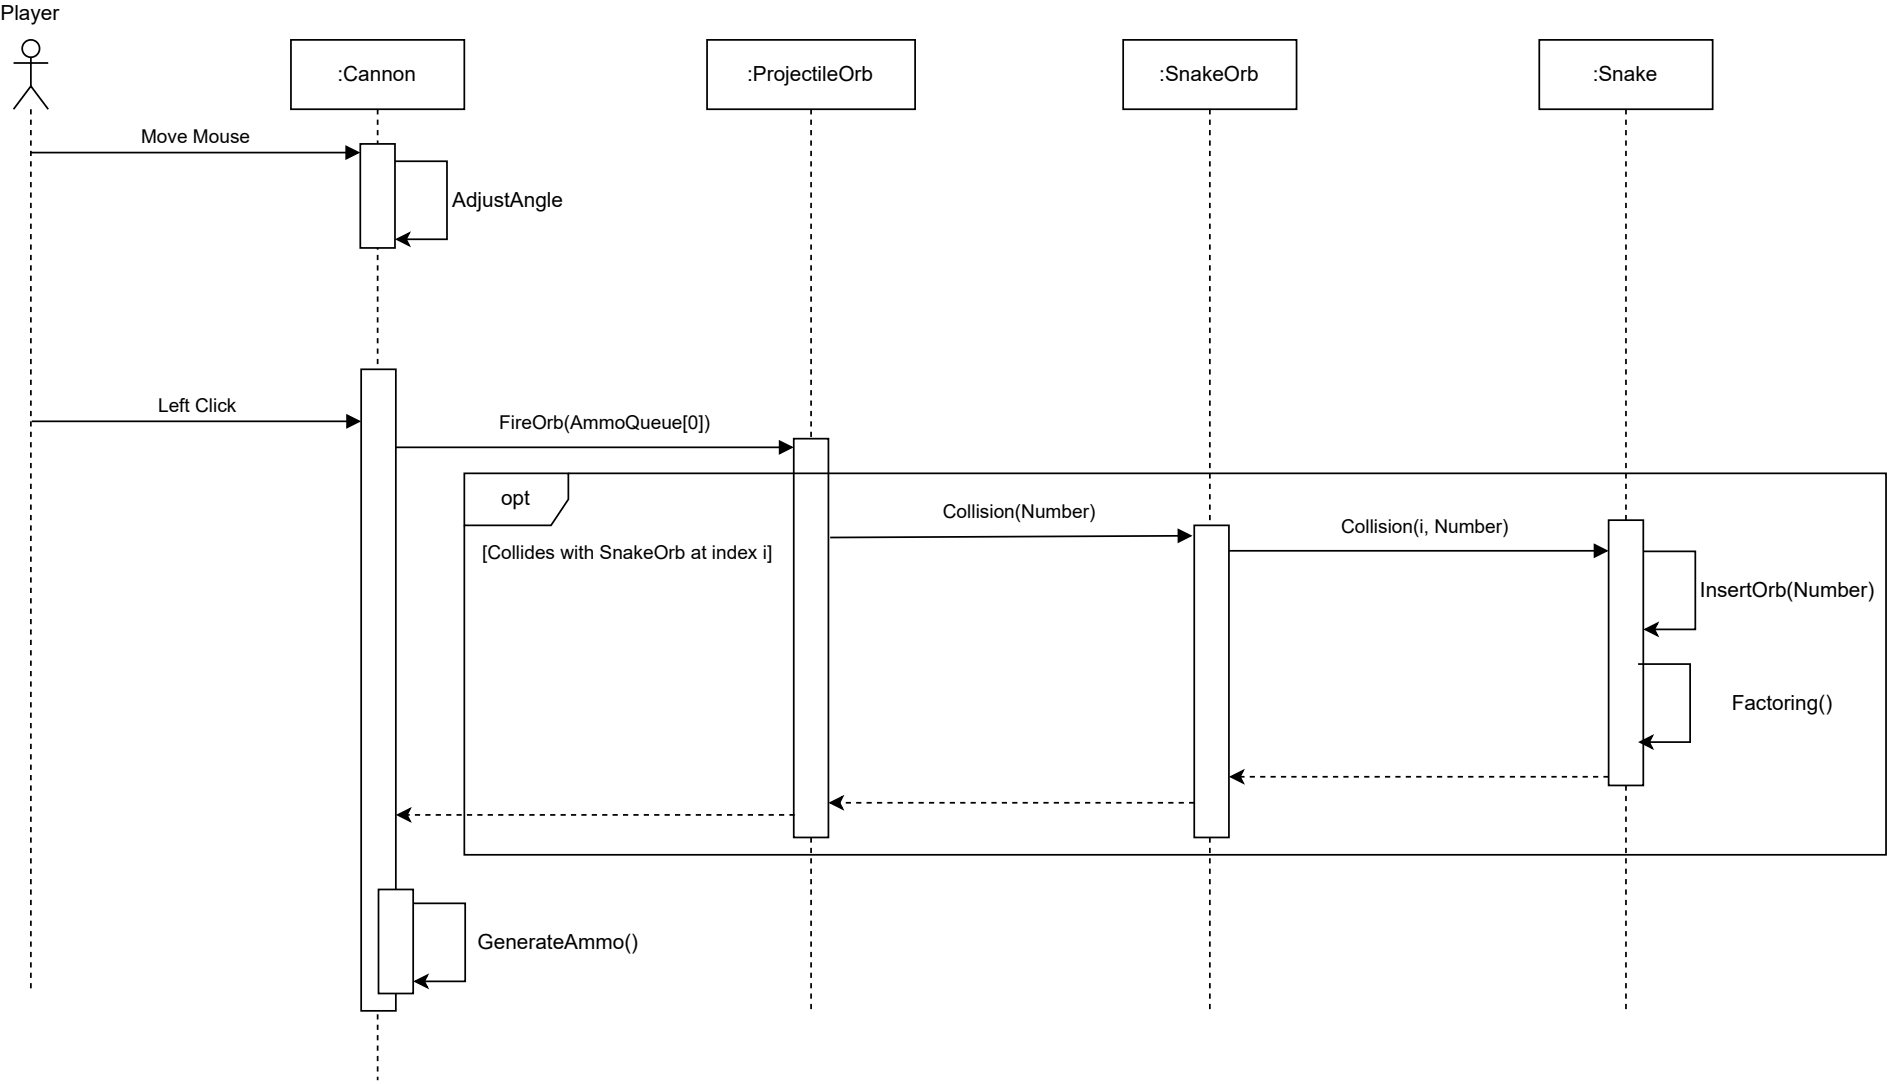 Player
:Cannon
:ProjectileOrb
:SnakeOrb
:Snake
Move Mouse
AdjustAngle
Left Click
FireOrb(AmmoQueue[0])
opt
Collision(Number)
Collision(i, Number)
[Collides with SnakeOrb at index i]
InsertOrb(Number)
Factoring()
GenerateAmmo()